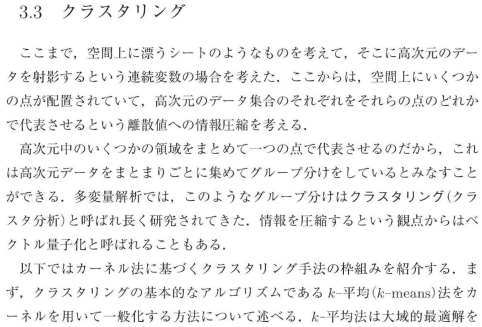 3.3 クラスタリング
ここまで，空間上に漂うシートのようなものを考えて，そこに高次元のデー
タを射影するという連続変数の場合を考えた．ここからは，空間上にいくつか
の点が配置されていて，高次元のデータ集合のそれぞれをそれらの点のどれか
で代表させるという離散値への情報圧縮を考える．
高次元中のいくつかの領域をまとめて一つの点で代表させるのだから，これ
は高次元データをまとまりごとに集めてグループ分けをしているとみなすこと
ができる．多変量解析では，このようなグループ分けはクラスタリング(クラ
スタ分析)と呼ばれ長く研究されてきた．情報を圧縮するという観点からはベ
クトル量子化と呼ばれることもある．
以下ではカーネル法に基づくクラスタリング手法の枠組みを紹介する．ま
ず，クラスタリングの基本的なアルゴリズムである k–平均(k–means)法をカ
ーネルを用いて一般化する方法について述べる．k–平均法は大域的最適解を